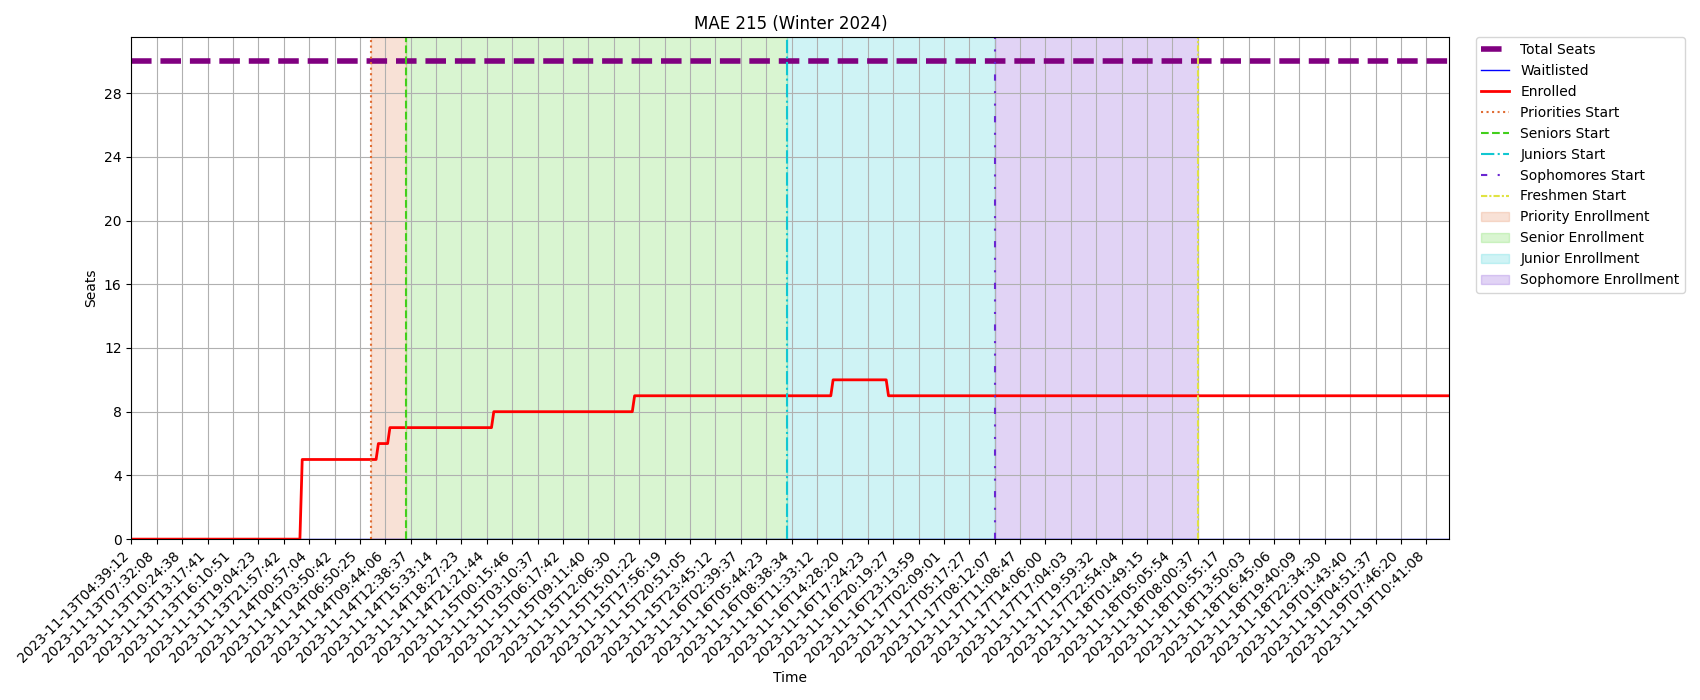 MAE 215 (Winter 2024)
Total Seats
Waitlisted
Enrolled
Priorities Start
Seniors Start
Juniors Start
Sophomores Start
Freshmen Start
Priority Enrollment
Senior Enrollment
Junior Enrollment
Sophomore Enrollment
Seats
28
24
20
16
12
8
4
0
2023-11-13T04:39:12
2023-11-13T07:32:08
2023-11-13T10:24:38
2023-11-13T13:17:41
2023-11-13T16:10:51
2023-11-13T19:04:23
2023-11-13T21:57:42
2023-11-14T00:57:04
2023-11-14T03:50:42
2023-11-14T06:50:25
2023-11-14T09:44:06
2023-11-14T12:38:37
2023-11-14T15:33:14
2023-11-14T18:27:23
2023-11-14T21:21:44
2023-11-15T00:15:46
2023-11-15T03:10:37
2023-11-15T06:17:42
2023-11-15T09:11:40
2023-11-15T12:06:30
2023-11-15T15:01:22
2023-11-15T17:56:19
2023-11-15T20:51:05
2023-11-15T23:45:12
2023-11-16T02:39:37
2023-11-16T05:44:23
2023-11-16T08:38:34
2023-11-16T11:33:12
2023-11-16T14:28:20
2023-11-16T17:24:23
2023-11-16T20:19:27
2023-11-16T23:13:59
2023-11-17T02:09:01
2023-11-17T05:17:27
2023-11-17T08:12:07
2023-11-17T11:08:47
2023-11-17T14:06:00
2023-11-17T17:04:03
2023-11-17T19:59:32
2023-11-17T22:54:04
2023-11-18T01:49:15
2023-11-18T05:05:54
2023-11-18T08:00:37
2023-11-18T10:55:17
2023-11-18T13:50:03
2023-11-18T16:45:06
2023-11-18T19:40:09
2023-11-18T22:34:30
2023-11-19T01:43:40
2023-11-19T04:51:37
2023-11-19T07:46:20
2023-11-19T10:41:08
Time